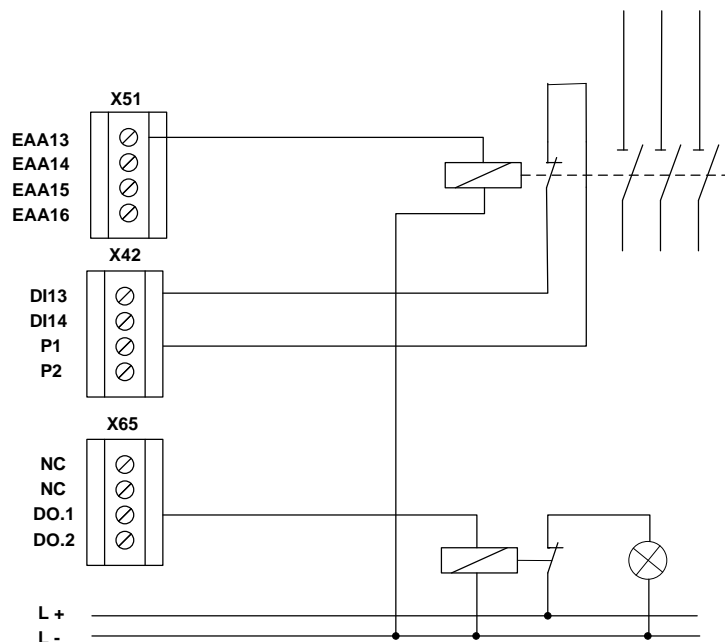 X51
EAA13
EAA14
EAA15
EAA16
X42
DI13
DI14
P1
P2
X65
NC
NC
DO.1
DO.2
L +
L -